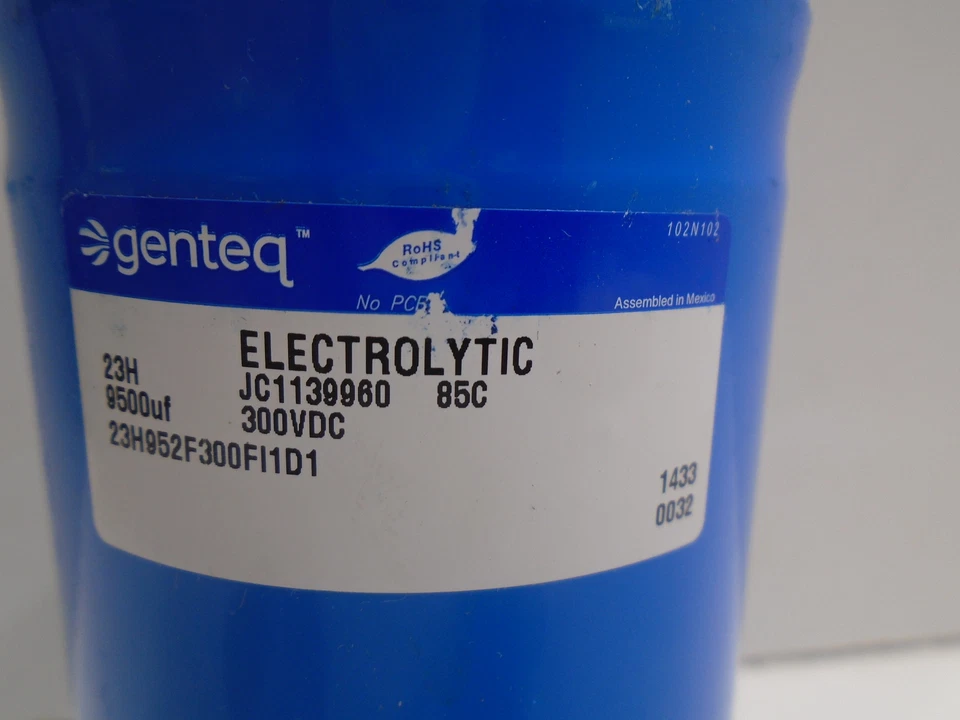 genteq™
RoHS
Compliant
102N102
No PCB
Assembled in Mexico
ELECTROLYTIC
23H JC1139960 85C
9500uf 300VDC
23H952F300FI1D1
1433
0032